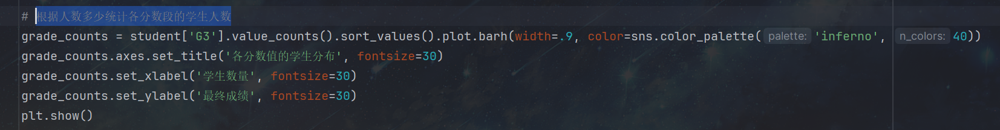 # 根据人数多少统计各分数段的学生人数
grade_counts = student['G3'].value_counts().sort_values().plot.barh(width=.9, color=sns.color_palette( palette: 'inferno', n_colors: 40))
grade_counts.axes.set_title('各分数值的学生分布', fontsize=30)
grade_counts.set_xlabel('学生数量', fontsize=30)
grade_counts.set_ylabel('最终成绩', fontsize=30)
plt.show()